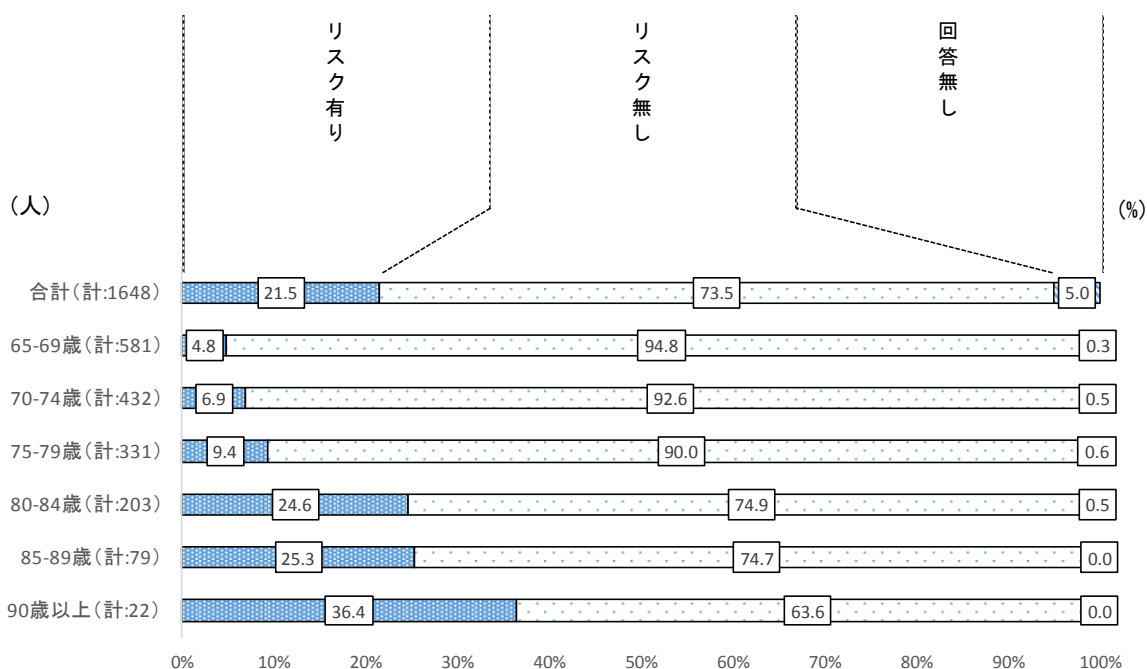 リスク有り
リスク無し
回答無し
(人)
(%)
合計(計:1648) 21.5 73.5 5.0
65-69歳(計:581) 4.8 94.8 0.3
70-74歳(計:432) 6.9 92.6 0.5
75-79歳(計:331) 9.4 90.0 0.6
80-84歳(計:203) 24.6 74.9 0.5
85-89歳(計:79) 25.3 74.7 0.0
90歳以上(計:22) 36.4 63.6 0.0
0% 10% 20% 30% 40% 50% 60% 70% 80% 90% 100%